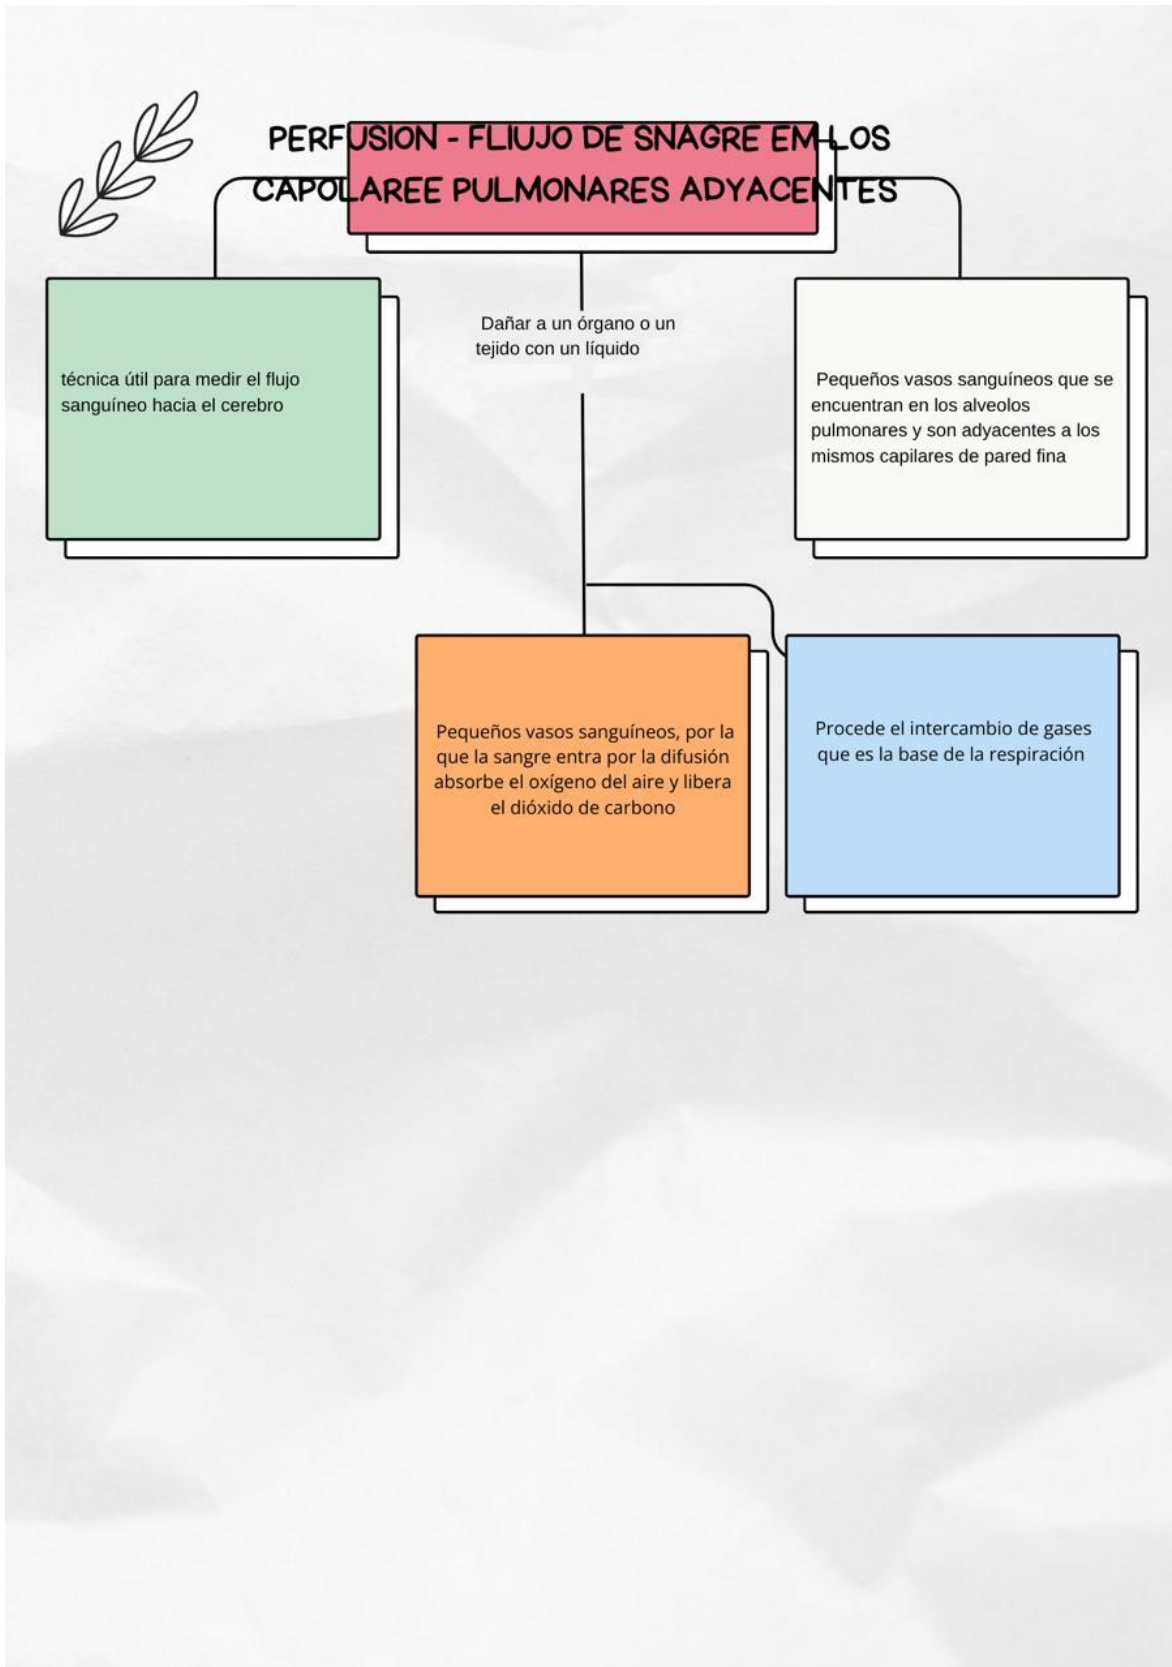 PERFUSION - FLIUJO DE SNAGRE EM LOS
CAPOLAREE PULMONARES ADYACENTES
Dañar a un órgano o un
tejido con un líquido
técnica útil para medir el flujo
sanguíneo hacia el cerebro
Pequeños vasos sanguíneos que se
encuentran en los alveolos
pulmonares y son adyacentes a los
mismos capilares de pared fina
Pequeños vasos sanguíneos, por la
que la sangre entra por la difusión
absorbe el oxígeno del aire y libera
el dióxido de carbono
Procede el intercambio de gases
que es la base de la respiración